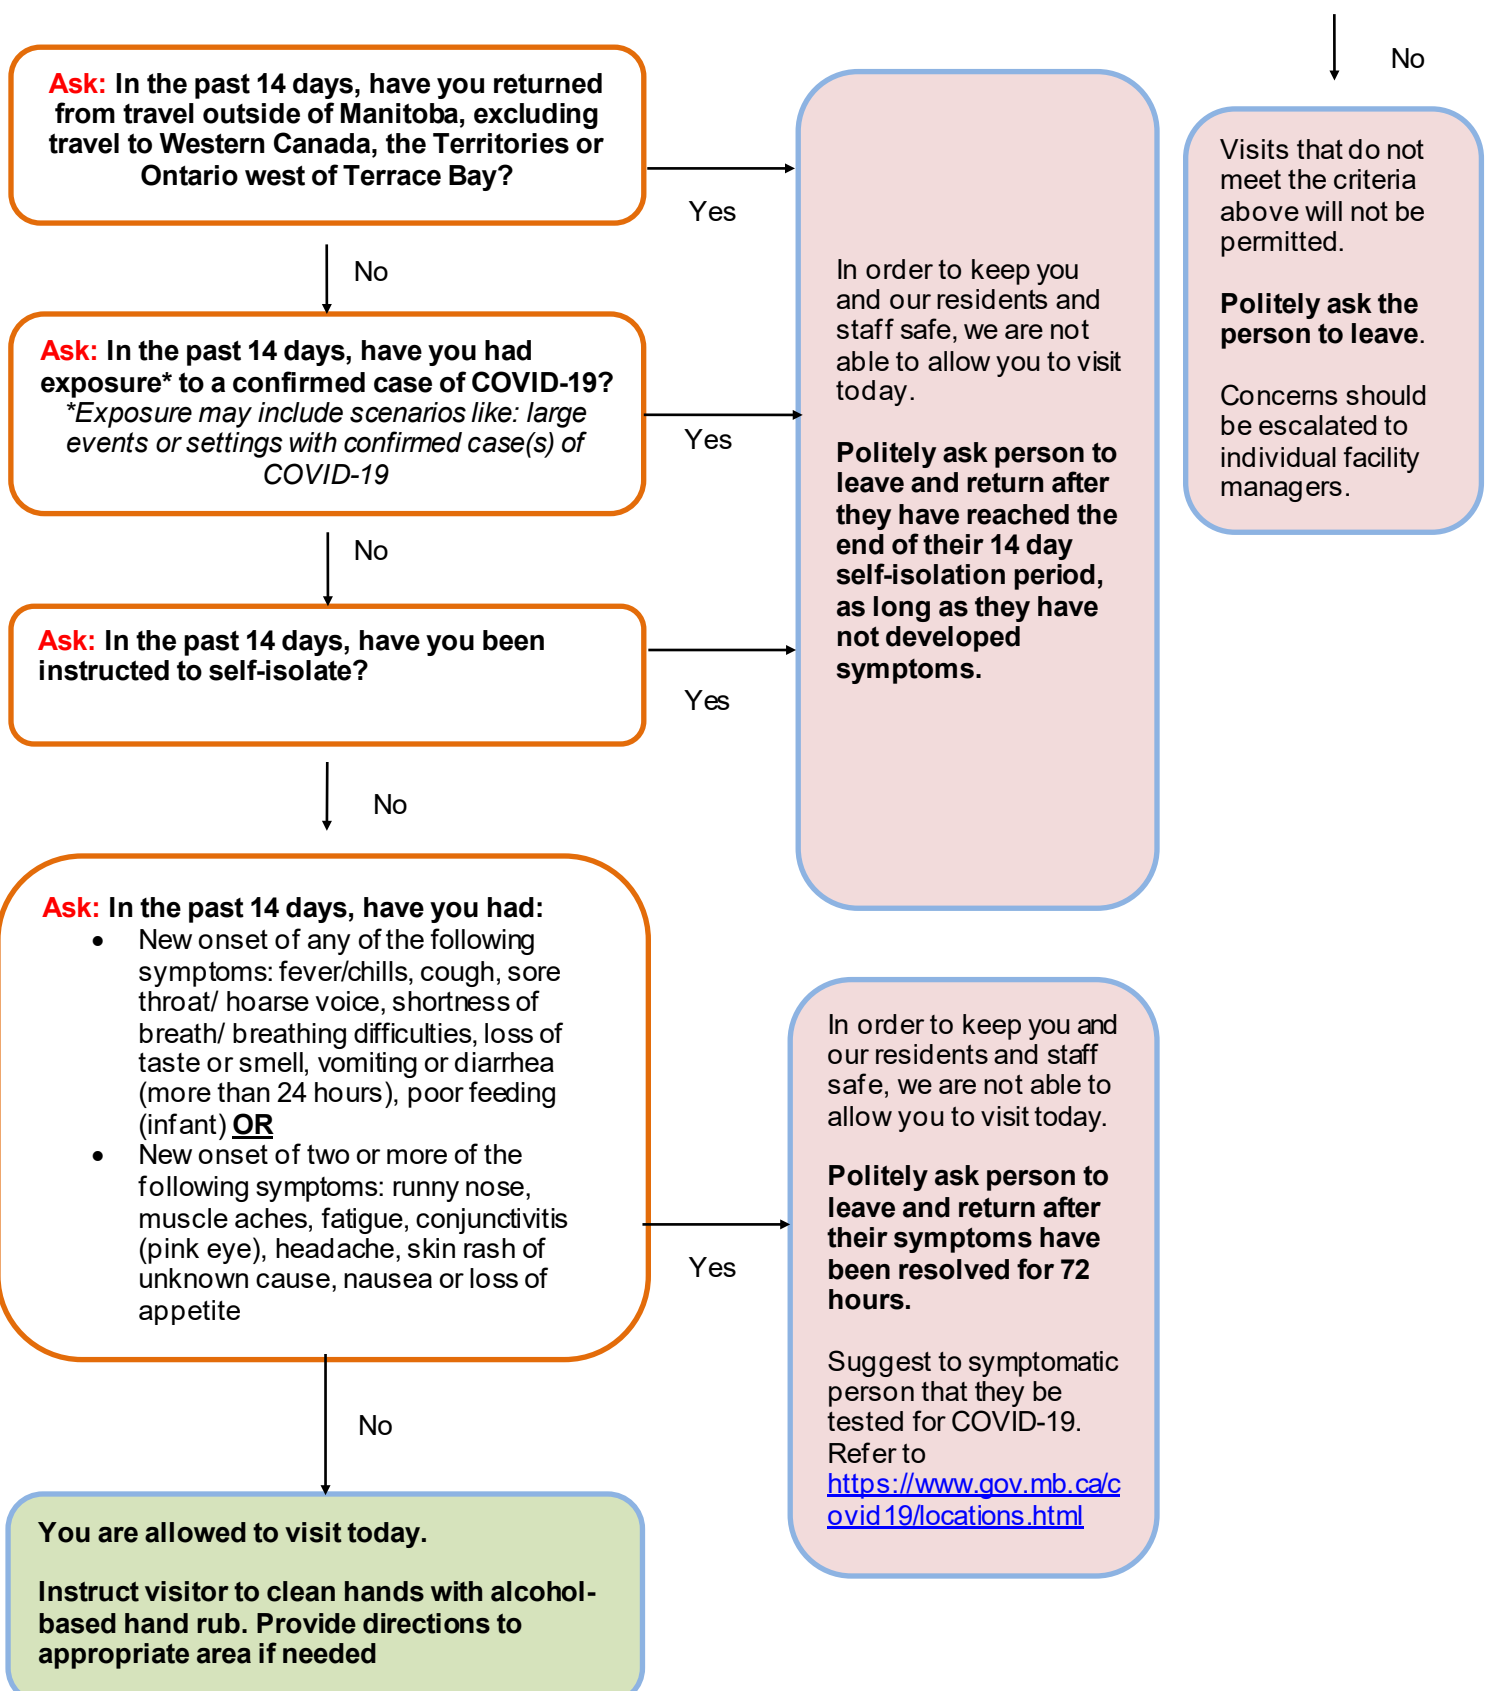 Ask: In the past 14 days, have you returned
from travel outside of Manitoba, excluding
travel to Western Canada, the Territories or
Ontario west of Terrace Bay?
Yes
No
Ask: In the past 14 days, have you had
exposure* to a confirmed case of COVID-19?
*Exposure may include scenarios like: large
events or settings with confirmed case(s) of
COVID-19
Yes
No
Ask: In the past 14 days, have you been
instructed to self-isolate?
Yes
No
In order to keep you
and our residents and
staff safe, we are not
able to allow you to visit
today.
Politely ask person to
leave and return after
they have reached the
end of their 14 day
self-isolation period,
as long as they have
not developed
symptoms.
No
Visits that do not
meet the criteria
above will not be
permitted.
Politely ask the
person to leave.
Concerns should
be escalated to
individual facility
managers.
Ask: In the past 14 days, have you had:
• New onset of any of the following
symptoms: fever/chills, cough, sore
throat/ hoarse voice, shortness of
breath/ breathing difficulties, loss of
taste or smell, vomiting or diarrhea
(more than 24 hours), poor feeding
(infant) OR
• New onset of two or more of the
following symptoms: runny nose,
muscle aches, fatigue, conjunctivitis
(pink eye), headache, skin rash of
unknown cause, nausea or loss of
appetite
Yes
No
In order to keep you and
our residents and staff
safe, we are not able to
allow you to visit today.
Politely ask person to
leave and return after
their symptoms have
been resolved for 72
hours.
Suggest to symptomatic
person that they be
tested for COVID-19.
Refer to
https://www.gov.mb.ca/c
ovid19/locations.html
You are allowed to visit today.
Instruct visitor to clean hands with alcohol-
based hand rub. Provide directions to
appropriate area if needed